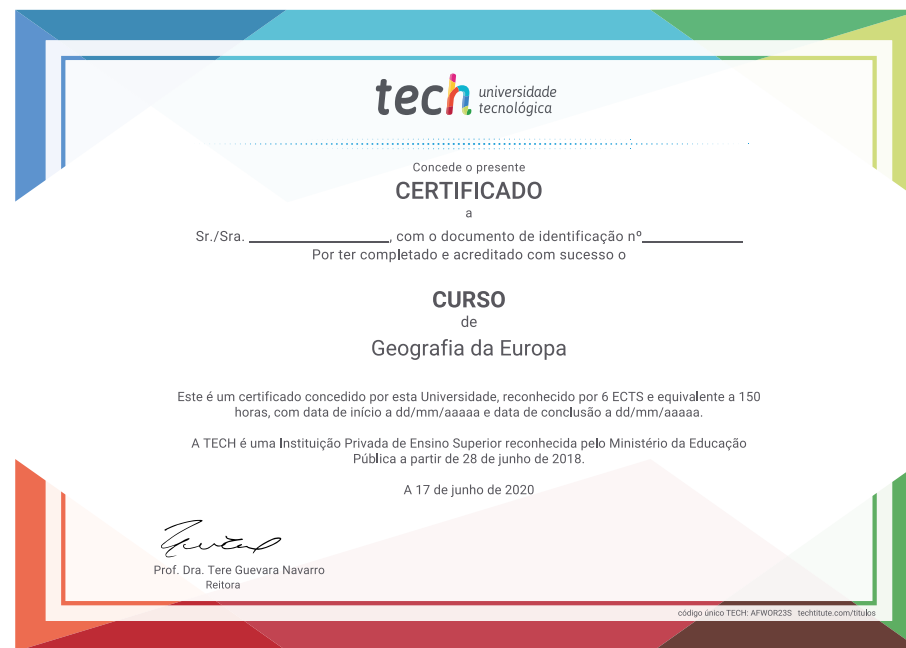 tech universidade
tecnológica
Concede o presente
CERTIFICADO
a
Sr./Sra. ________________, com o documento de identificação nº____________
Por ter completado e acreditado com sucesso o
CURSO
de
Geografia da Europa
Este é um certificado concedido por esta Universidade, reconhecido por 6 ECTS e equivalente a 150
horas, com data de início a dd/mm/aaaaa e data de conclusão a dd/mm/aaaaa.
A TECH é uma Instituição Privada de Ensino Superior reconhecida pelo Ministério da Educação
Pública a partir de 28 de junho de 2018.
A 17 de junho de 2020
Prof. Dra. Tere Guevara Navarro
Reitora
código único TECH: AFWOR23S techtitute.com/titulos